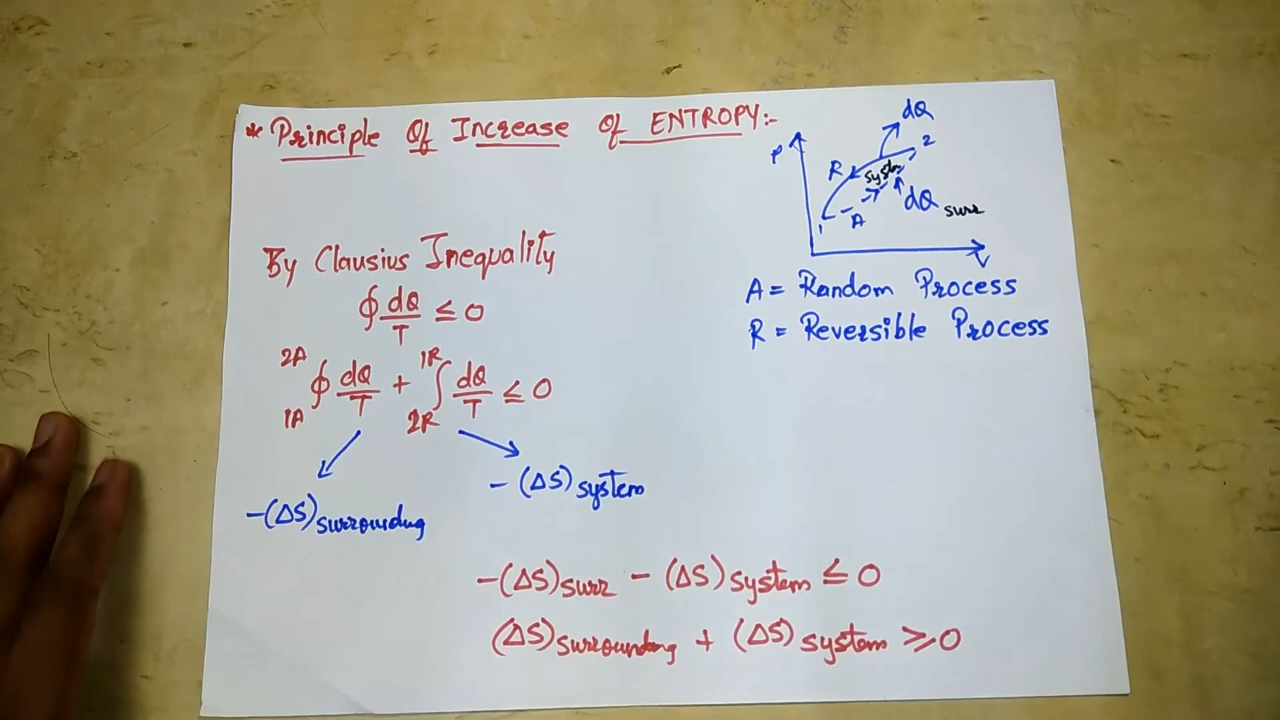 * Principle Of Increase Of ENTROPY:-
By Clausius Inequality
∮ dQ/T ≤ 0
2A 1A ∮ dQ/T + 1R 2R ∫ dQ/T ≤ 0
-(ΔS) surrounding
-(ΔS) system
-(ΔS) surr - (ΔS) system ≤ 0
(ΔS) surrounding + (ΔS) system ≥ 0
dQ
P
R
2
system
dQ surr
1
A
V
A = Random Process
R = Reversible Process